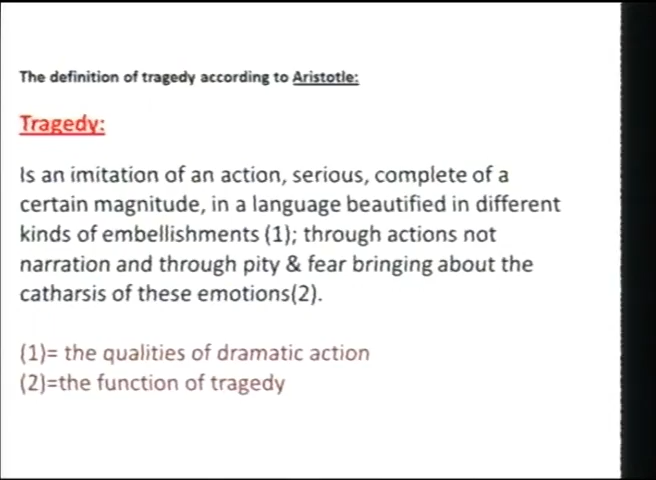 The definition of tragedy according to Aristotle:
Tragedy:
Is an imitation of an action, serious, complete of a
certain magnitude, in a language beautified in different
kinds of embellishments (1); through actions not
narration and through pity & fear bringing about the
catharsis of these emotions(2).
(1)= the qualities of dramatic action
(2)=the function of tragedy